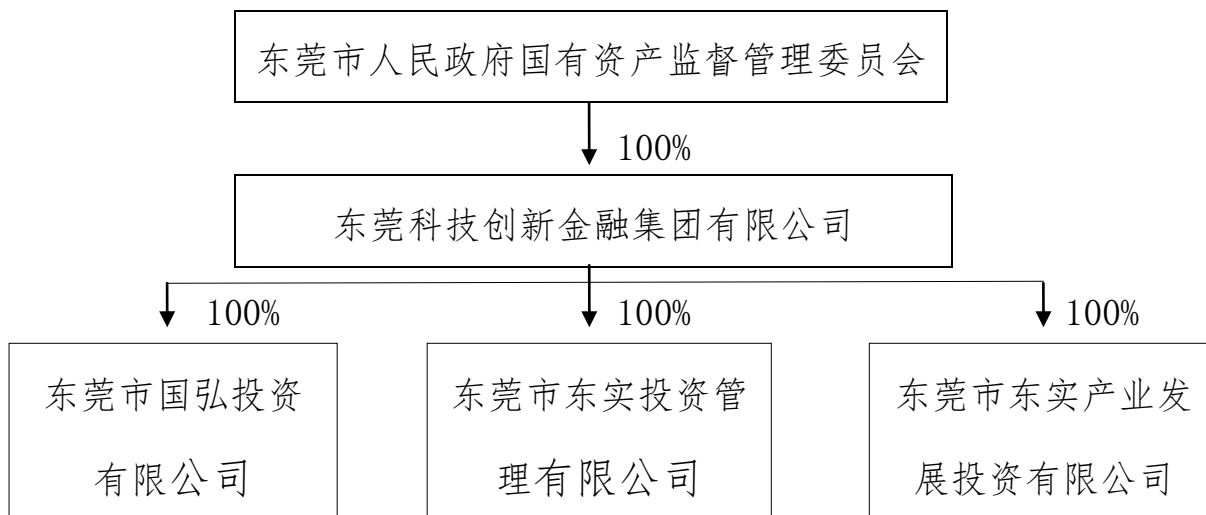 东莞市人民政府国有资产监督管理委员会
100%
东莞科技创新金融集团有限公司
100%
100%
100%
东莞市国弘投资
有限公司
东莞市东实投资管
理有限公司
东莞市东实产业发
展投资有限公司